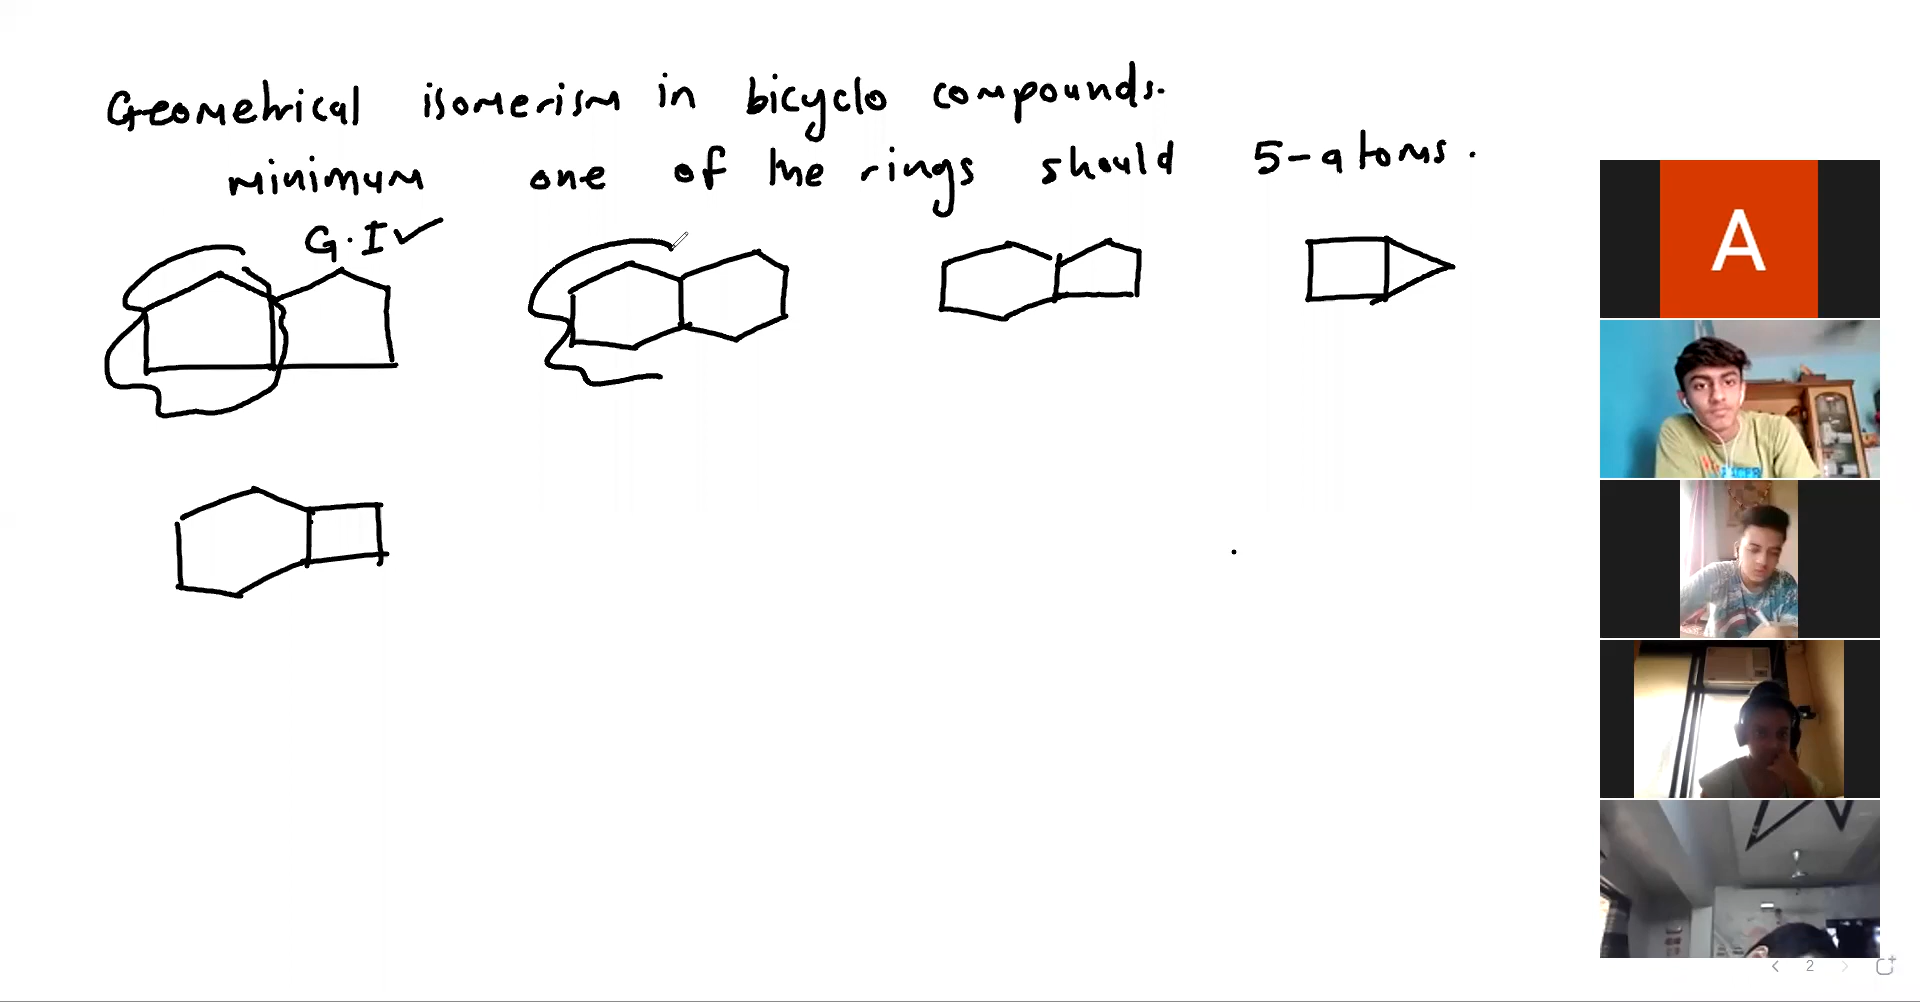 Geometrical isomerism in bicyclo compounds.
minimum one of the rings should 5-atoms.
G.I ✓
A
2